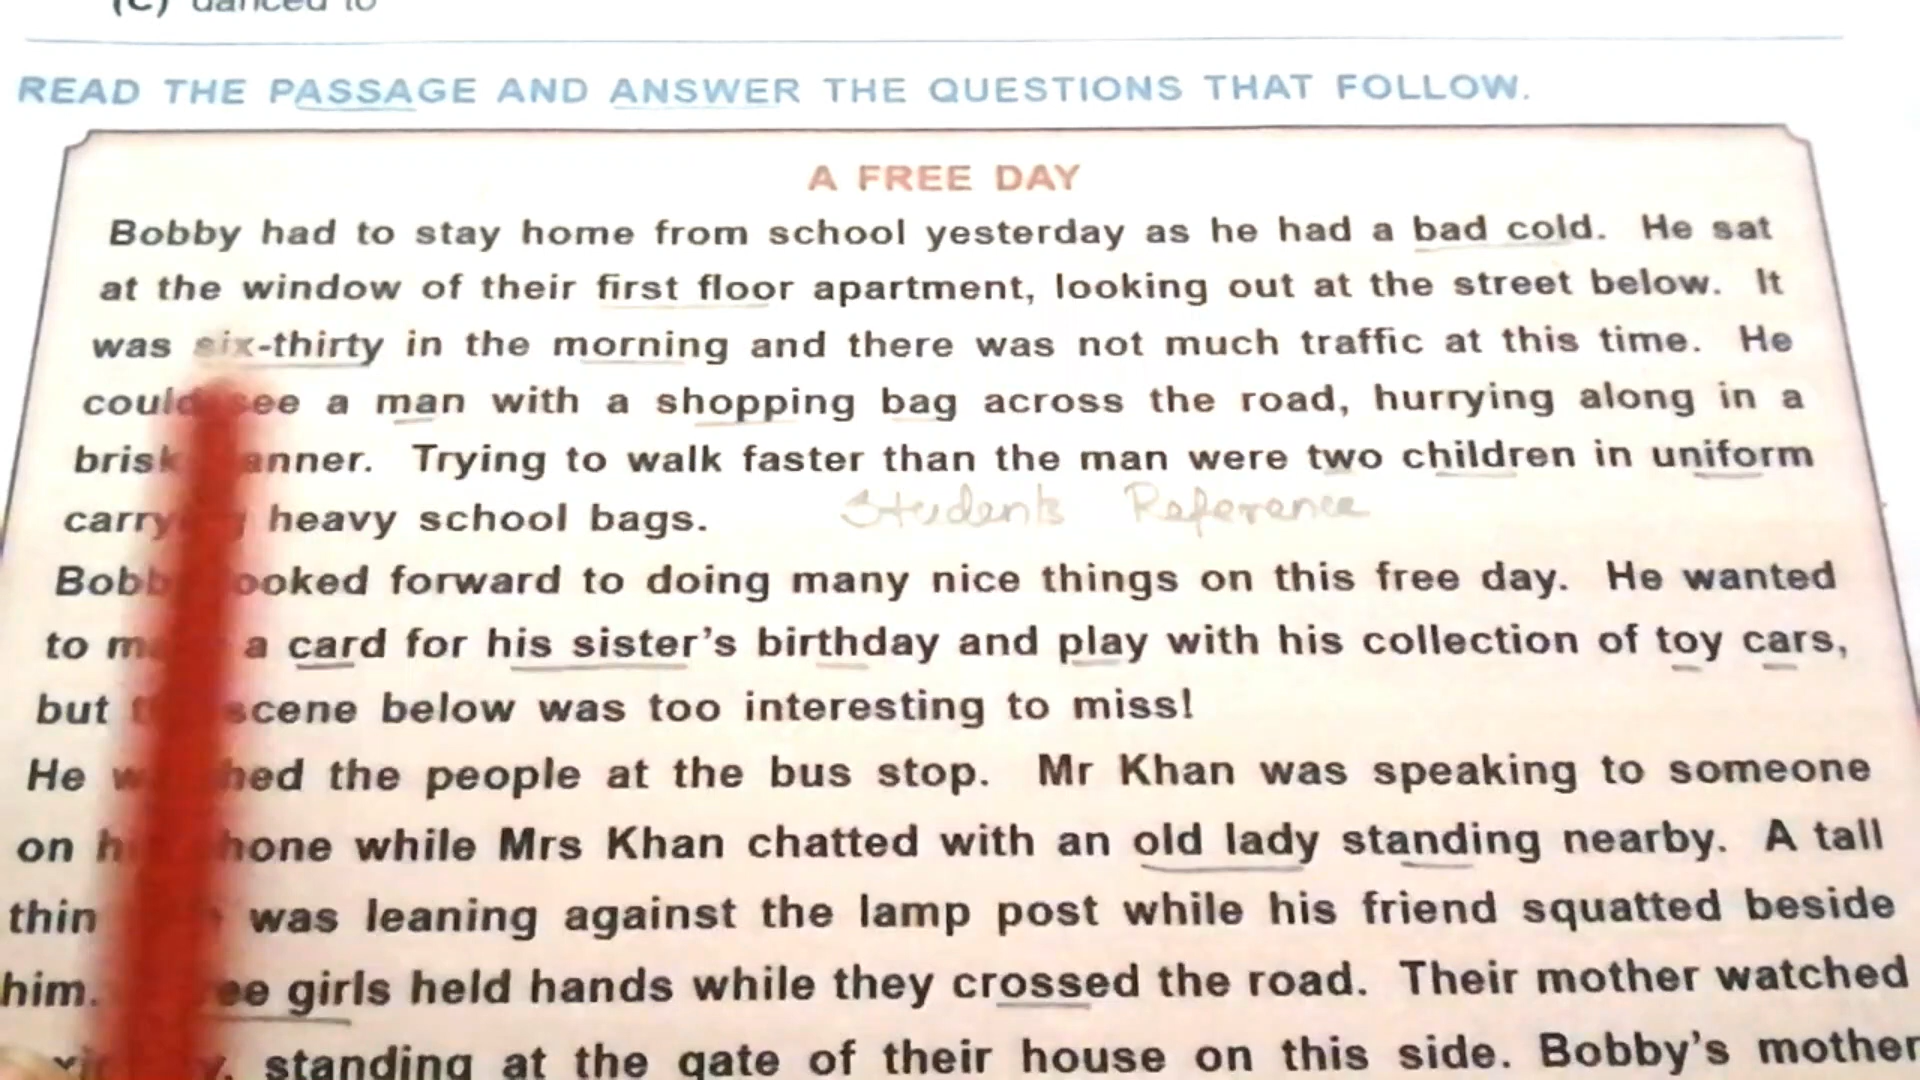 (C) danced to
READ THE PASSAGE AND ANSWER THE QUESTIONS THAT FOLLOW.
A FREE DAY
Bobby had to stay home from school yesterday as he had a bad cold. He sat
at the window of their first floor apartment, looking out at the street below. It
was six-thirty in the morning and there was not much traffic at this time. He
could see a man with a shopping bag across the road, hurrying along in a
brisk manner. Trying to walk faster than the man were two children in uniform
heavy school bags.
Students Reference
Bobby looked forward to doing many nice things on this free day. He wanted
to a card for his sister's birthday and play with his collection of toy cars,
but scene below was too interesting to miss!
He the people at the bus stop. Mr Khan was speaking to someone
on while Mrs Khan chatted with an old lady standing nearby. A tall
thin was leaning against the lamp post while his friend squatted beside
him. girls held hands while they crossed the road. Their mother watched
standing at the gate of their house on this side. Bobby's mother